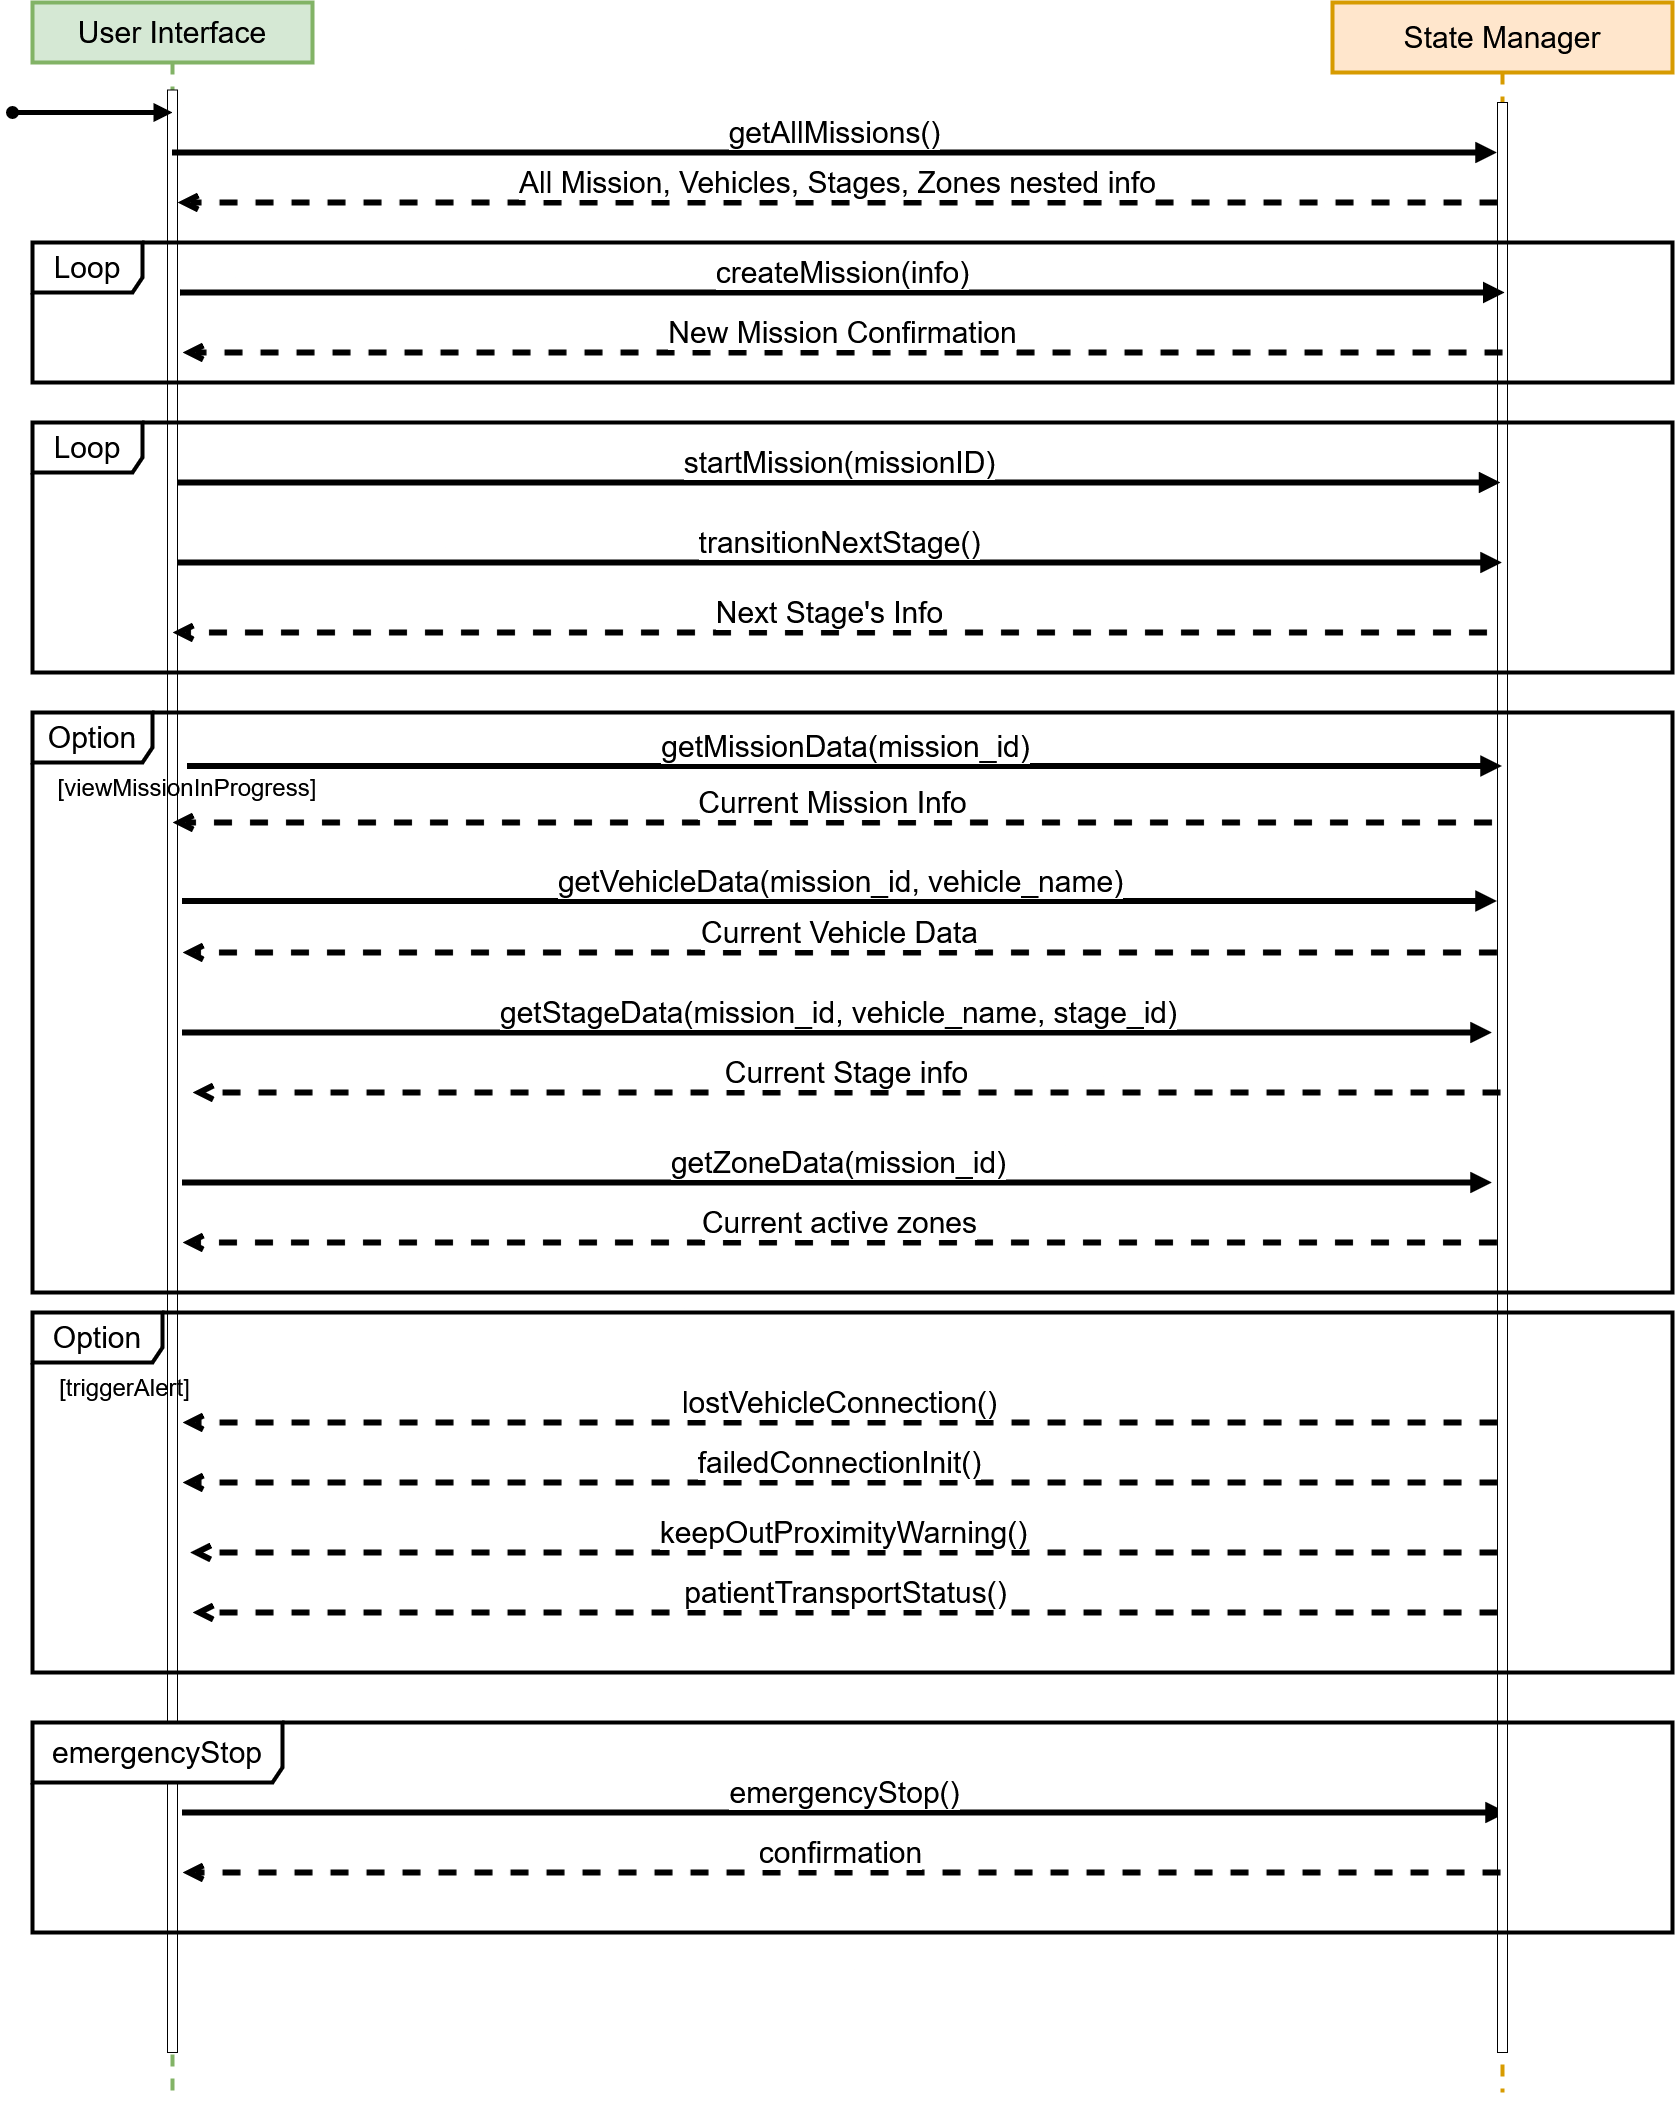 User Interface
State Manager
getAllMissions()
All Mission, Vehicles, Stages, Zones nested info
Loop
createMission(info)
New Mission Confirmation
Loop
startMission(missionID)
transitionNextStage()
Next Stage's Info
Option
getMissionData(mission_id)
[viewMissionInProgress]
Current Mission Info
getVehicleData(mission_id, vehicle_name)
Current Vehicle Data
getStageData(mission_id, vehicle_name, stage_id)
Current Stage info
getZoneData(mission_id)
Current active zones
Option
[triggerAlert]
lostVehicleConnection()
failedConnectionInit()
keepOutProximityWarning()
patientTransportStatus()
emergencyStop
emergencyStop()
confirmation